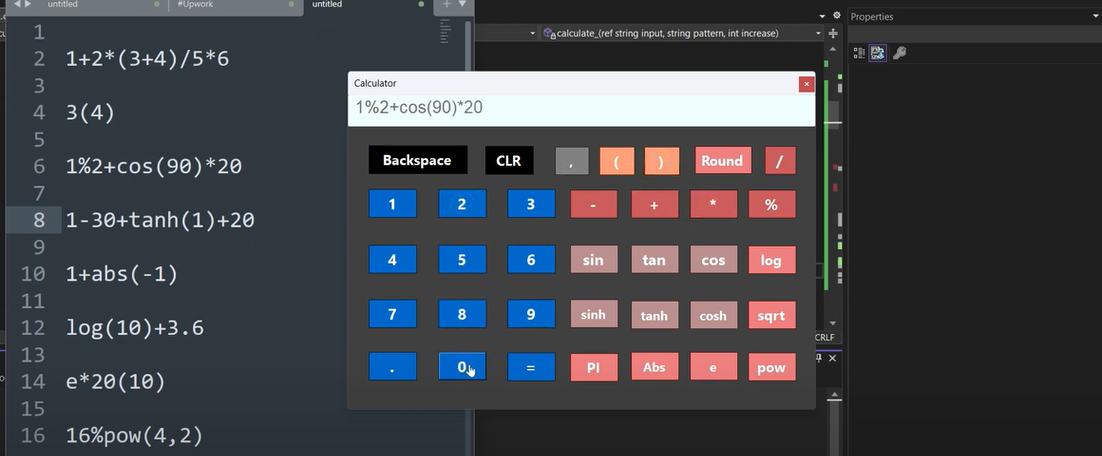 untitled
#Upwork
untitled
calculate_(ref string input, string pattern, int increase)
Properties
1
2 1+2*(3+4)/5*6
3
4 3(4)
5
6 1%2+cos(90)*20
7
8 1-30+tanh(1)+20
9
10 1+abs(-1)
11
12 log(10)+3.6
13
14 e*20(10)
15
16 16%pow(4,2)
Calculator
1%2+cos(90)*20
Backspace CLR , ( ) Round /
1 2 3 - + * %
4 5 6 sin tan cos log
7 8 9 sinh tanh cosh sqrt
. 0 = PI Abs e pow
CRLF